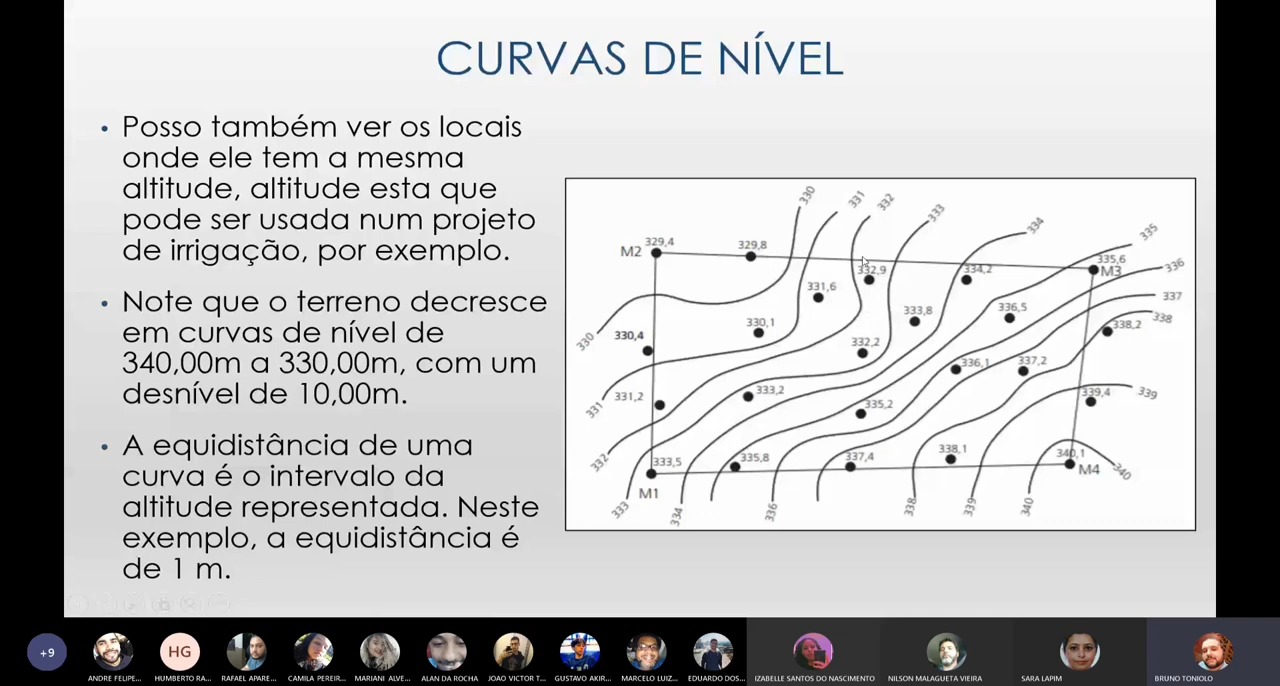 CURVAS DE NÍVEL
• Posso também ver os locais
onde ele tem a mesma
altitude, altitude esta que
pode ser usada num projeto
de irrigação, por exemplo.
• Note que o terreno decresce
em curvas de nível de
340,00m a 330,00m, com um
desnível de 10,00m.
• A equidistância de uma
curva é o intervalo da
altitude representada. Neste
exemplo, a equidistância é
de 1 m.
330
331
332
333
334
335
336
337
338
339
340
M2
329,4
329,8
332,9
334,2
335,6
M3
331,6
330,1
330,4
333,8
336,5
338,2
332,2
336,1
337,2
331,2
333,2
335,2
339,4
333,5
335,8
337,4
338,1
340,1
M1
M4
330
331
332
333
334
336
338
339
340
+9
HG
ANDRE FELIPE...
HUMBERTO RA...
RAFAEL APARE...
CAMILA PEREIR...
MARIANI ALVE...
ALAN DA ROCHA
JOAO VICTOR T...
GUSTAVO AKIR...
MARCELO LUIZ...
EDUARDO DOS...
IZABELLE SANTOS DO NASCIMENTO
NILSON MALAGUETA VIEIRA
SARA LAPIM
BRUNO TONIOLO